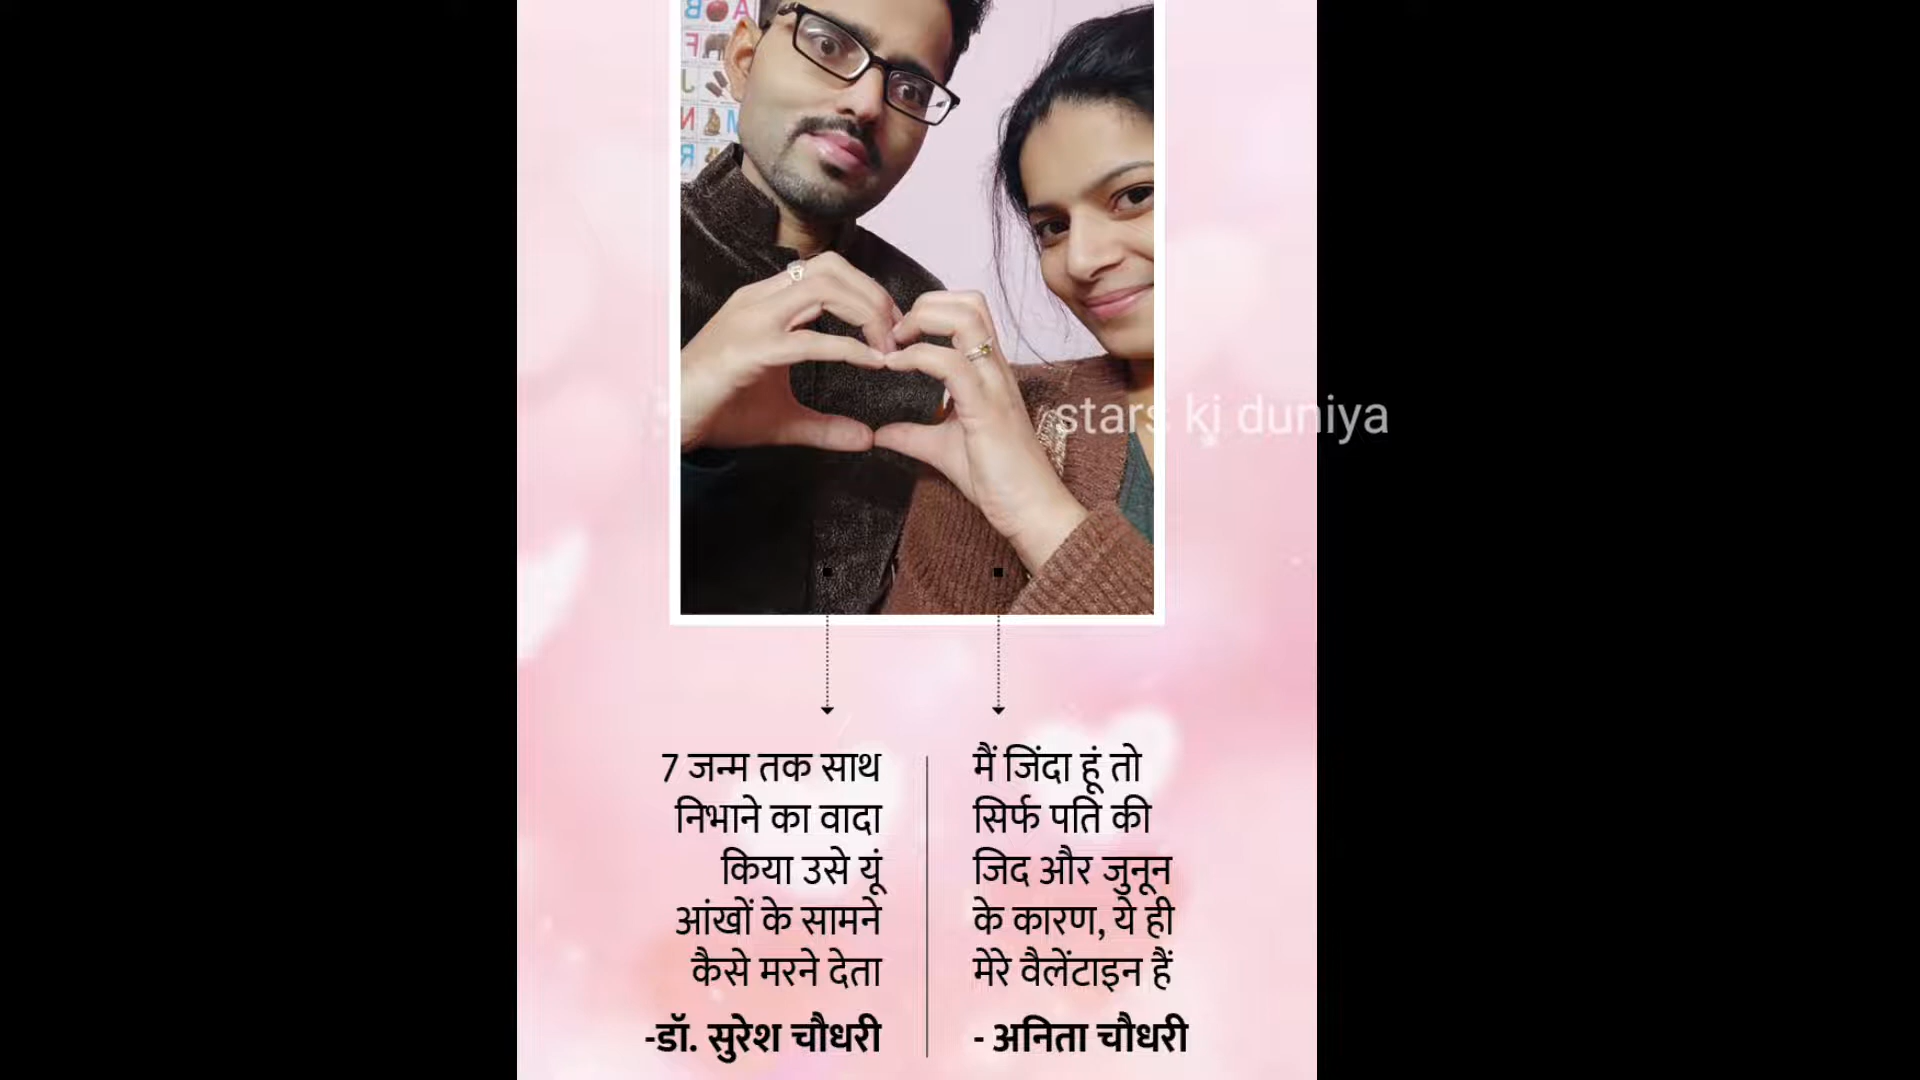 B A
F
J
N M
R
stars ki duniya
7 जन्म तक साथ
निभाने का वादा
किया उसे यूं
आंखों के सामने
कैसे मरने देता
-डॉ. सुरेश चौधरी
मैं जिंदा हूं तो
सिर्फ पति की
जिद और जुनून
के कारण, ये ही
मेरे वैलेंटाइन हैं
- अनिता चौधरी